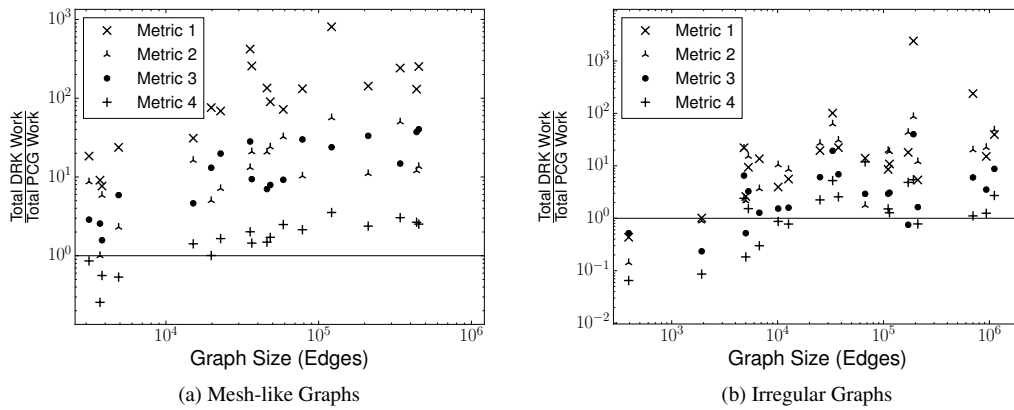 10³
10²
10¹
10⁰
Total DRK Work
Total PCG Work
Metric 1
Metric 2
Metric 3
Metric 4
10⁴
10⁵
10⁶
Graph Size (Edges)
(a) Mesh-like Graphs
10³
10²
10¹
10⁰
10⁻¹
10⁻²
Total DRK Work
Total PCG Work
Metric 1
Metric 2
Metric 3
Metric 4
10³
10⁴
10⁵
10⁶
Graph Size (Edges)
(b) Irregular Graphs